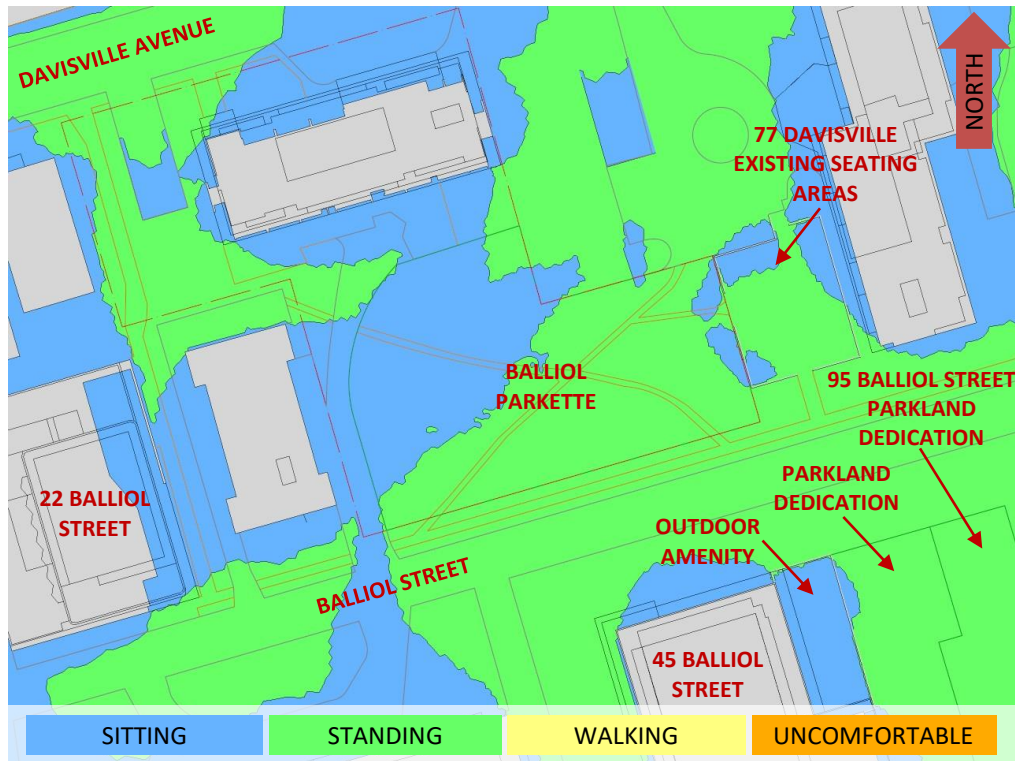 DAVISVILLE AVENUE
NORTH
77 DAVISVILLE
EXISTING SEATING
AREAS
BALLIOL
PARKETTE
95 BALLIOL STREET
PARKLAND
DEDICATION
PARKLAND
DEDICATION
22 BALLIOL
STREET
OUTDOOR
AMENITY
BALLIOL STREET
45 BALLIOL
STREET
SITTING
STANDING
WALKING
UNCOMFORTABLE